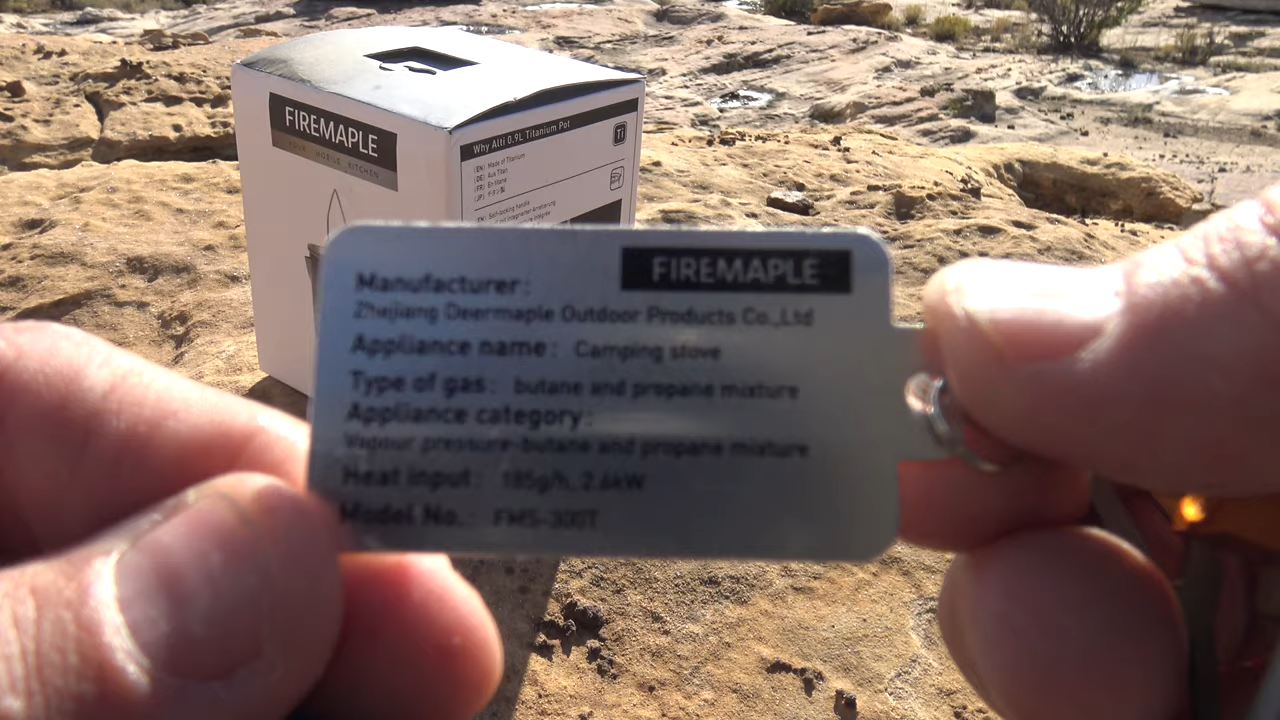 FIREMAPLE
YOUR MOBILE KITCHEN
Why Alti 0.9L Titanium Pot
Ti
(EN) Made of Titanium
(DE) Aus Titan
(FR) En titane
(JP) チタン製
(EN) Self-locking handle
FIREMAPLE
Manufacturer:
Zhejiang Deermaple Outdoor Products Co.,Ltd
Appliance name: Camping stove
Type of gas: butane and propane mixture
Appliance category:
Vapour pressure-butane and propane mixture
Heat input: 185g/h, 2.6kW
Model No.: FMS-300T